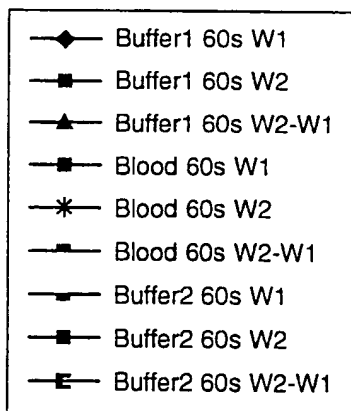 Buffer1 60s W1
Buffer1 60s W2
Buffer1 60s W2-W1
Blood 60s W1
Blood 60s W2
Blood 60s W2-W1
Buffer2 60s W1
Buffer2 60s W2
Buffer2 60s W2-W1